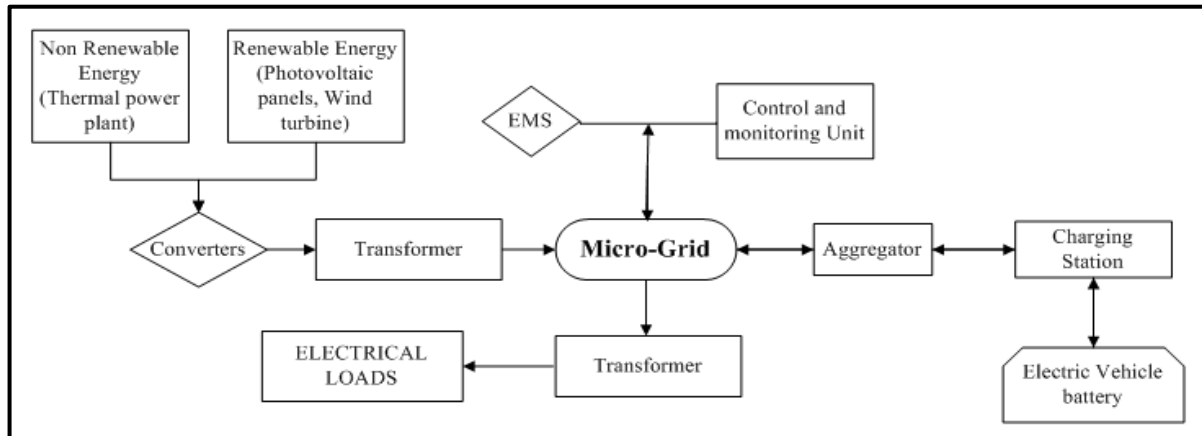 Non Renewable
Energy
(Thermal power
plant)
Renewable Energy
(Photovoltaic
panels, Wind
turbine)
EMS
Control and
monitoring Unit
Converters
Transformer
Micro-Grid
Aggregator
Charging
Station
ELECTRICAL
LOADS
Transformer
Electric Vehicle
battery